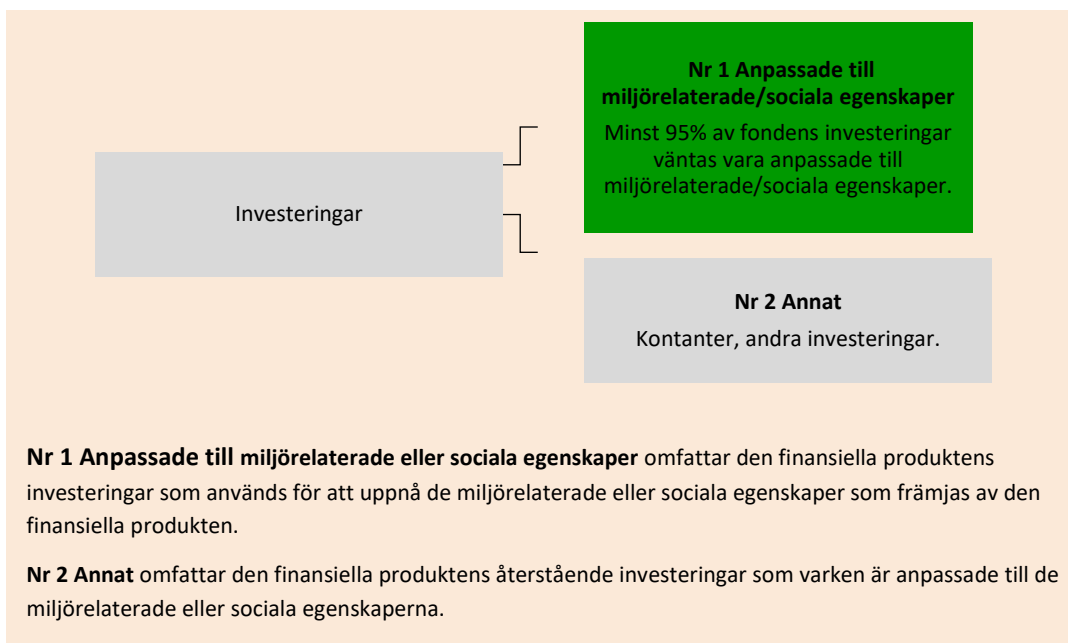 Nr 1 Anpassade till
miljörelaterade/sociala egenskaper
Minst 95% av fondens investeringar
väntas vara anpassade till
miljörelaterade/sociala egenskaper.
Investeringar
Nr 2 Annat
Kontanter, andra investeringar.
Nr 1 Anpassade till miljörelaterade eller sociala egenskaper omfattar den finansiella produktens
investeringar som används för att uppnå de miljörelaterade eller sociala egenskaper som främjas av den
finansiella produkten.
Nr 2 Annat omfattar den finansiella produktens återstående investeringar som varken är anpassade till de
miljörelaterade eller sociala egenskaperna.